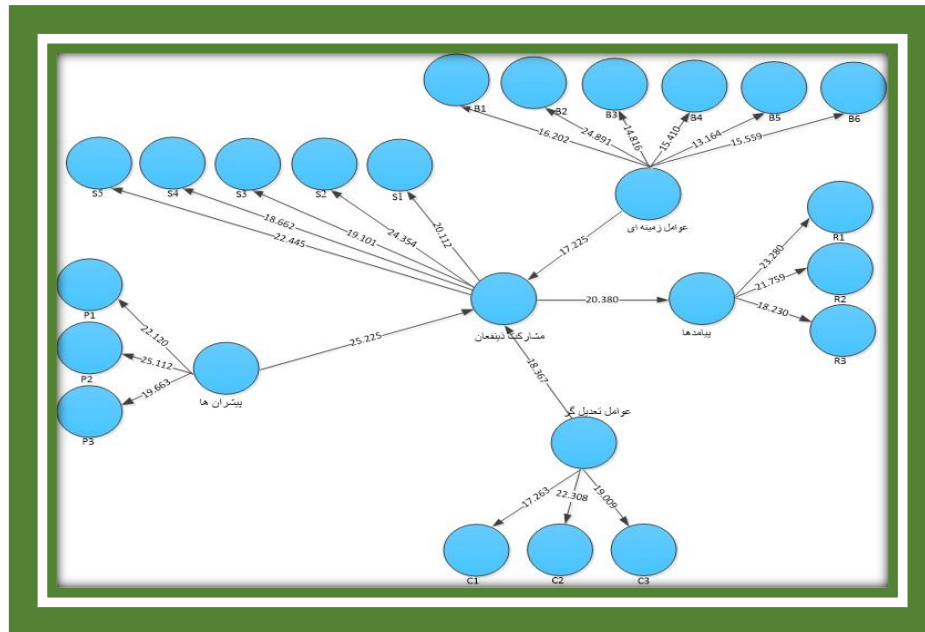 B1
B2
B3
B4
B5
B6
16.202
24.891
14.816
15.410
13.164
15.559
عوامل زمینه ای
S5
S4
S3
S2
S1
22.445
18.662
19.101
24.354
20.112
17.225
R1
R2
R3
23.280
21.759
18.230
پیامدها
20.380
مشارکت ذینفعان
P1
P2
P3
22.120
25.112
19.663
پیشران ها
25.225
18.367
عوامل تعدیل گر
17.263
22.308
19.009
C1
C2
C3